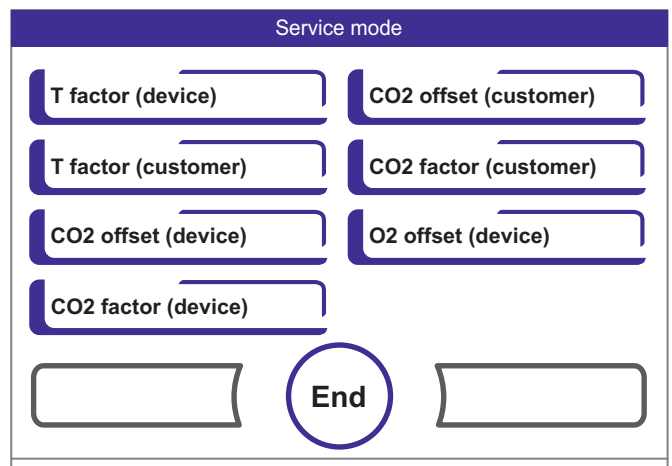 Service mode
T factor (device)
CO2 offset (customer)
T factor (customer)
CO2 factor (customer)
CO2 offset (device)
O2 offset (device)
CO2 factor (device)
End